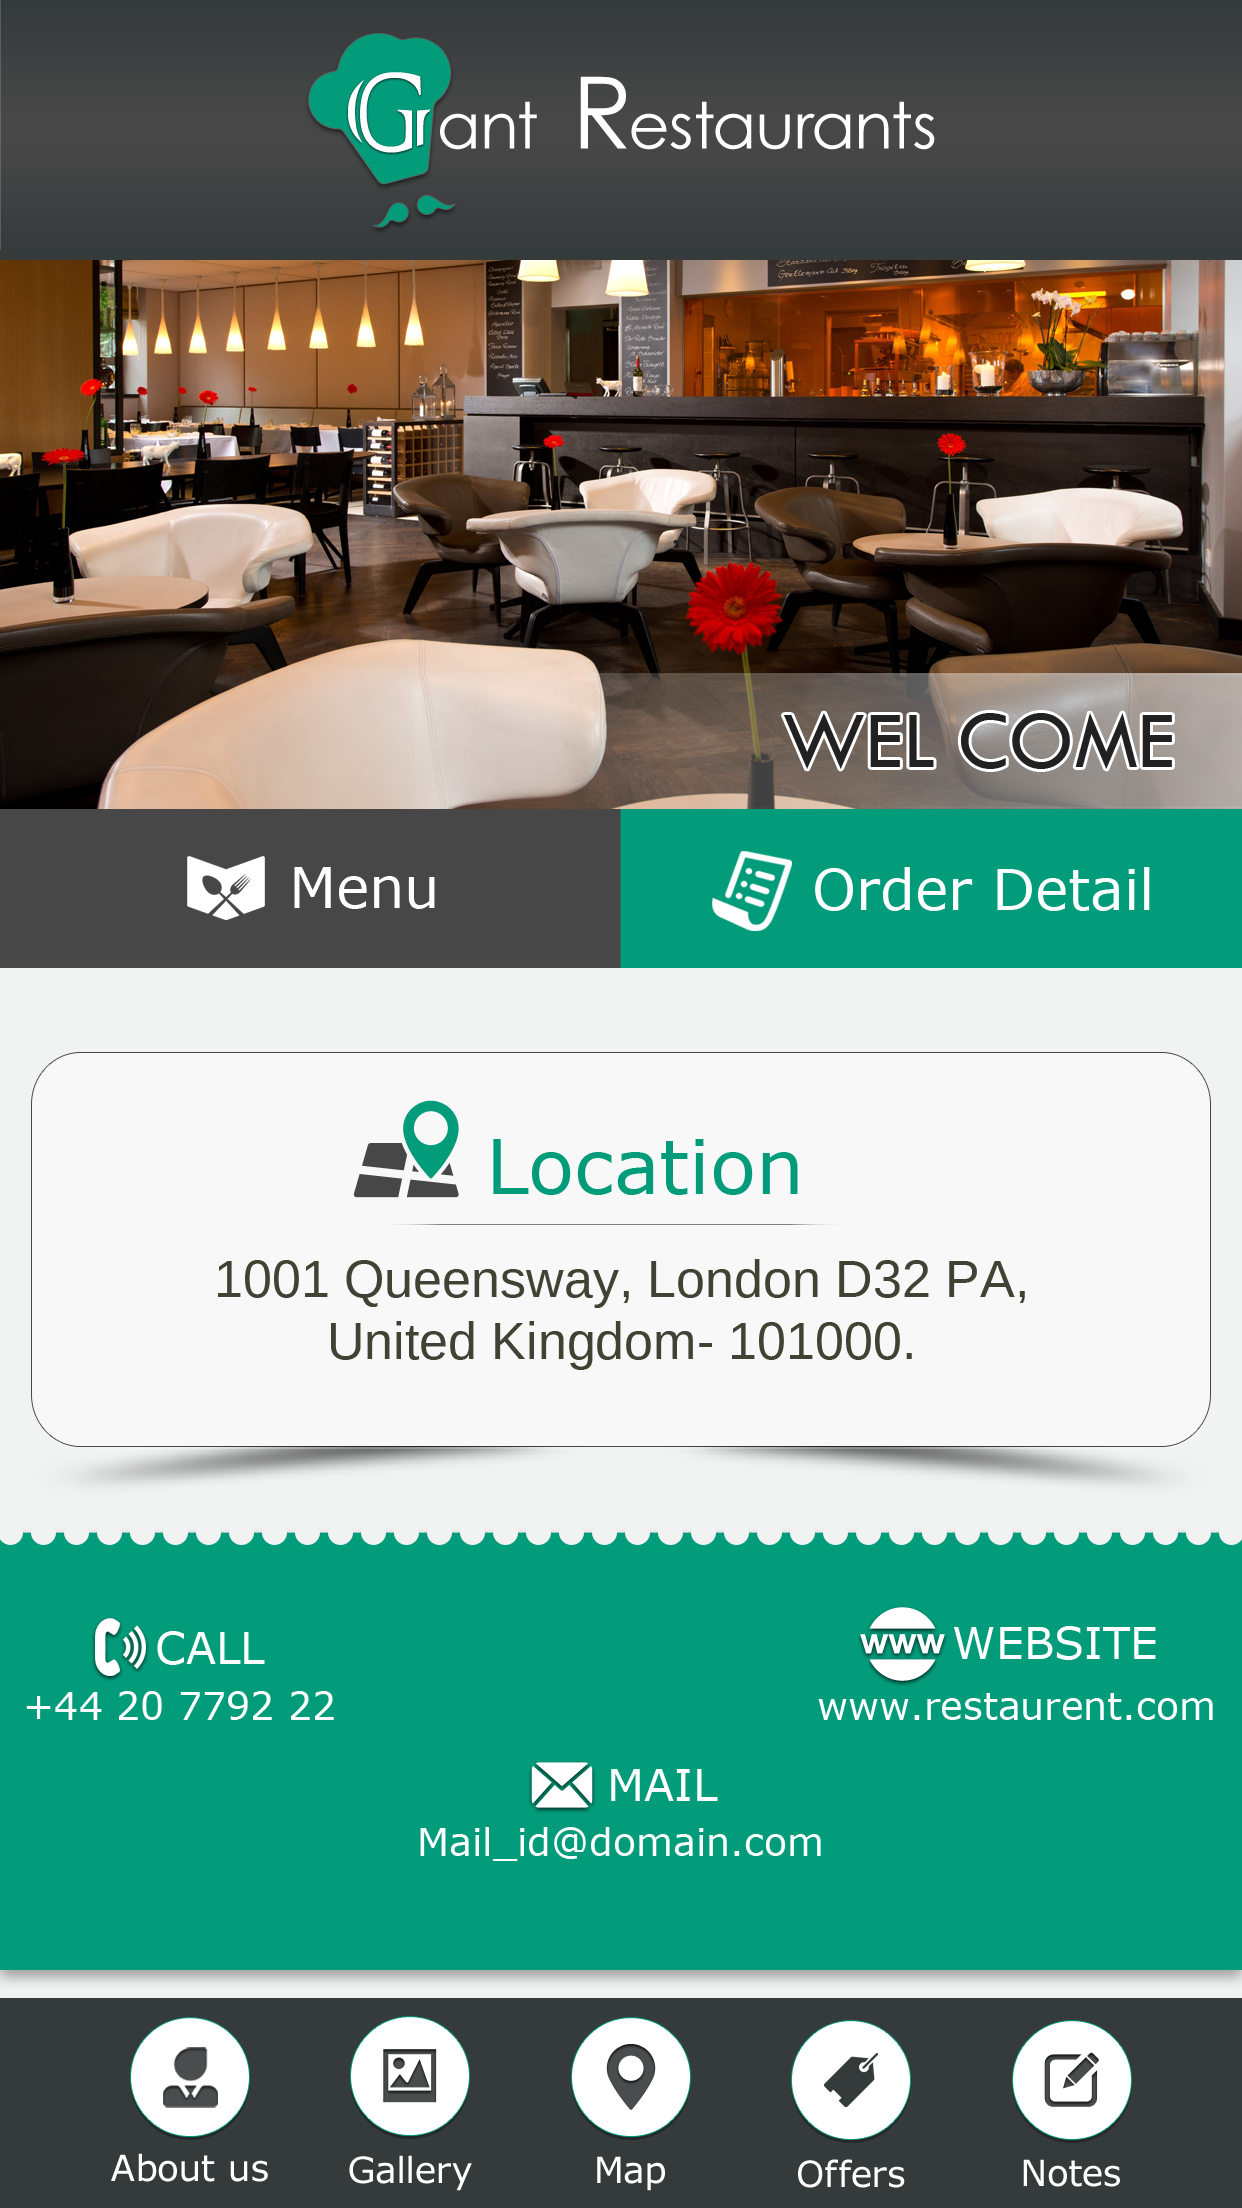 Grant Restaurants
WEL COME
Menu
Order Detail
Location
1001 Queensway, London D32 PA,
United Kingdom- 101000.
CALL
+44 20 7792 22
www WEBSITE
www.restaurent.com
MAIL
Mail_id@domain.com
About us
Gallery
Map
Offers
Notes